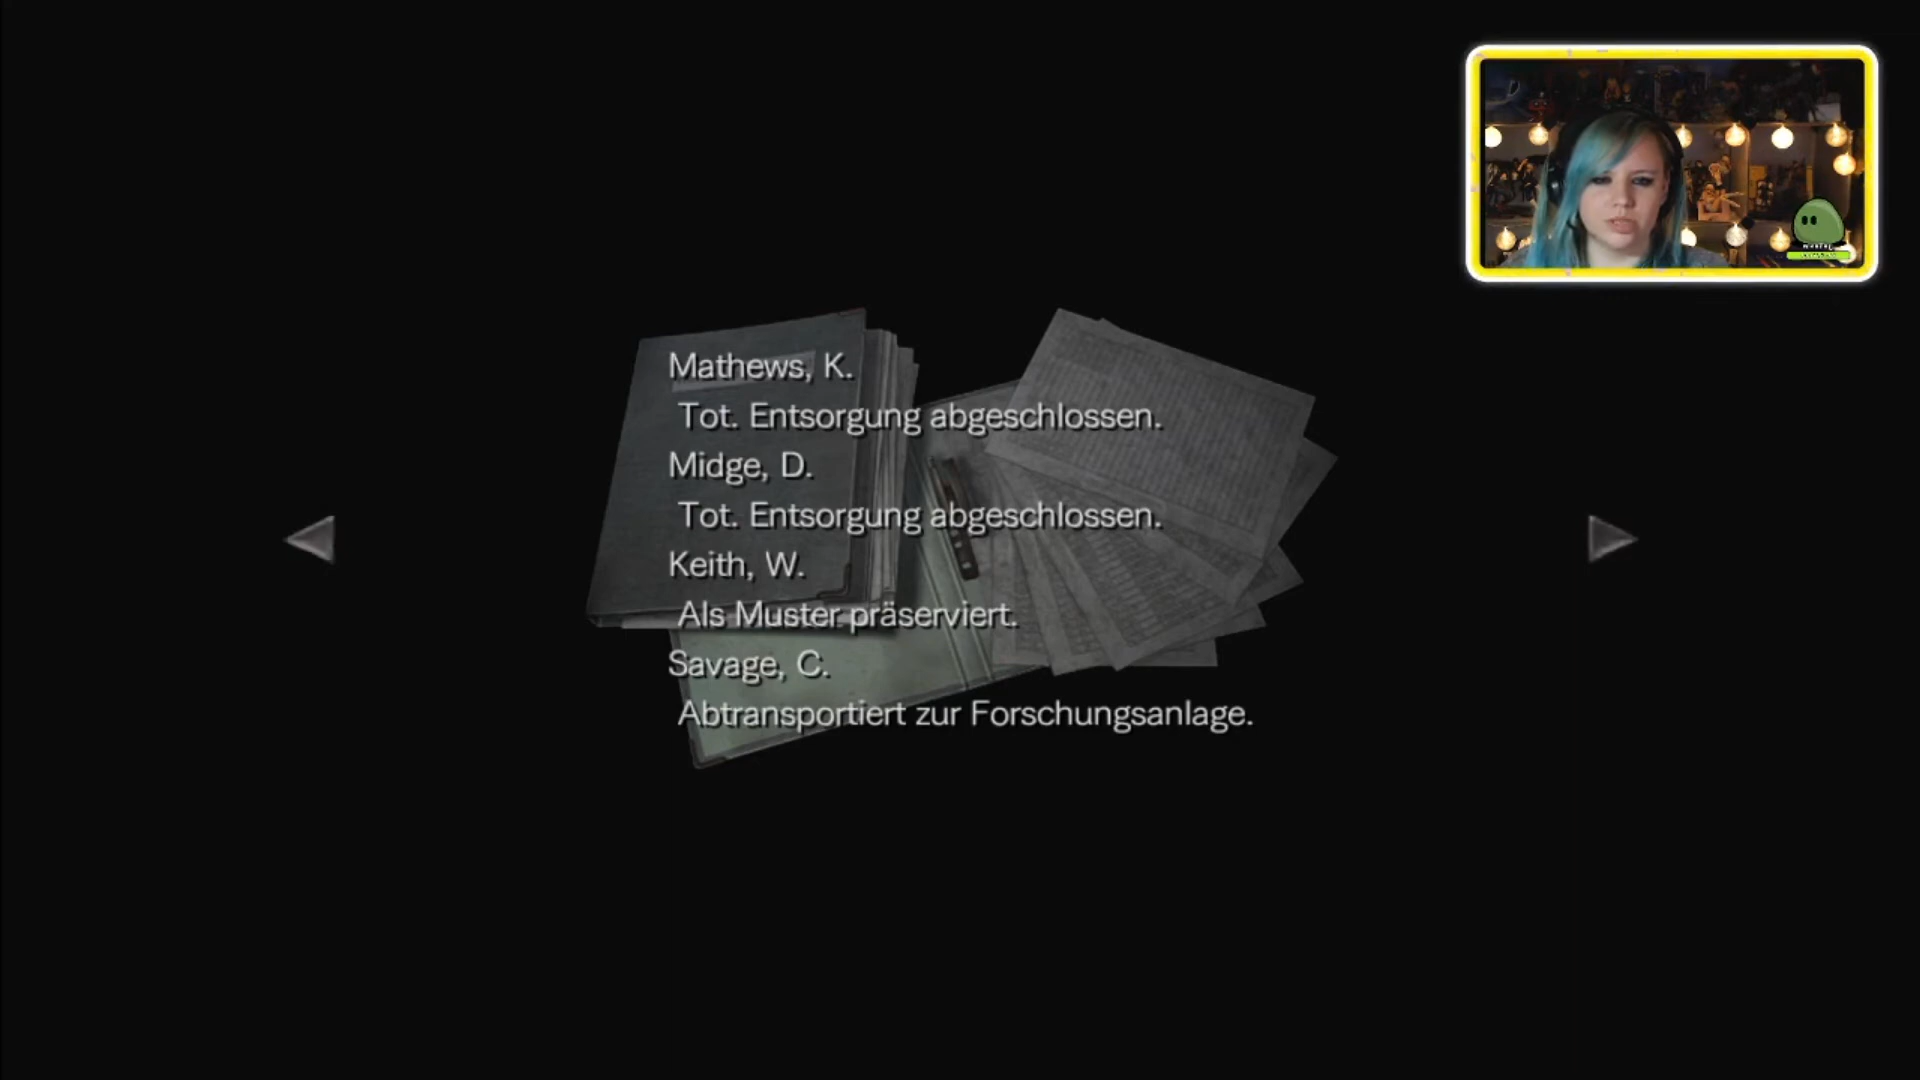 Mathews, K.
Tot. Entsorgung abgeschlossen.
Midge, D.
Tot. Entsorgung abgeschlossen.
Keith, W.
Als Muster präserviert.
Savage, C.
Abtransportiert zur Forschungsanlage.